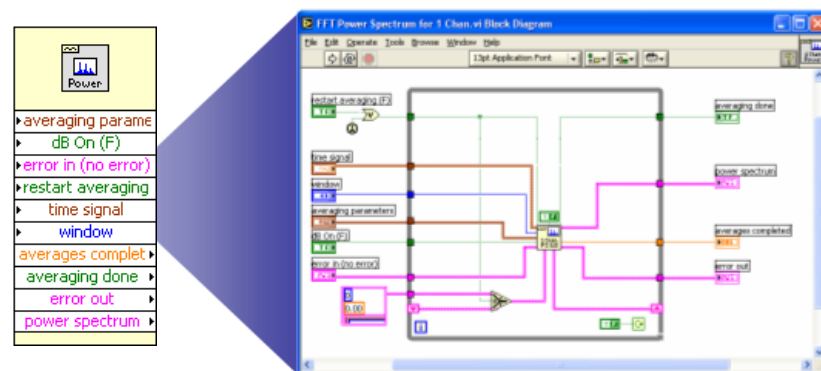 Power
averaging parame
dB On (F)
error in (no error)
restart averaging
time signal
window
averages complet
averaging done
error out
power spectrum
FFT Power Spectrum for 1 Chan.vi Block Diagram
File Edit Operate Tools Browse Window Help
13pt Application Font
restart averaging (F)
time signal
window
averaging parameters
dB On (F)
error in (no error)
0.00
i
averaging done
power spectrum
averages completed
error out